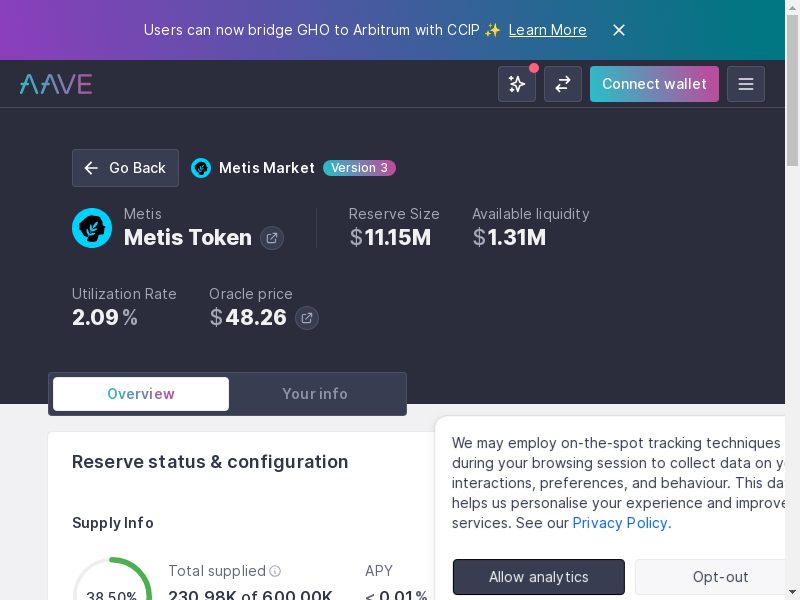 Users can now bridge GHO to Arbitrum with CCIP ✨ Learn More
AAVE
Connect wallet
Go Back
Metis Market
Version 3
Metis
Metis Token
Reserve Size
$11.15M
Available liquidity
$1.31M
Utilization Rate
2.09%
Oracle price
$48.26
Overview
Your info
Reserve status & configuration
Supply Info
38.50%
Total supplied
230.98K of 600.00K
APY
< 0.01%
We may employ on-the-spot tracking techniques
during your browsing session to collect data on
interactions, preferences, and behaviour. This
helps us personalise your experience and improve
services. See our Privacy Policy.
Allow analytics
Opt-out